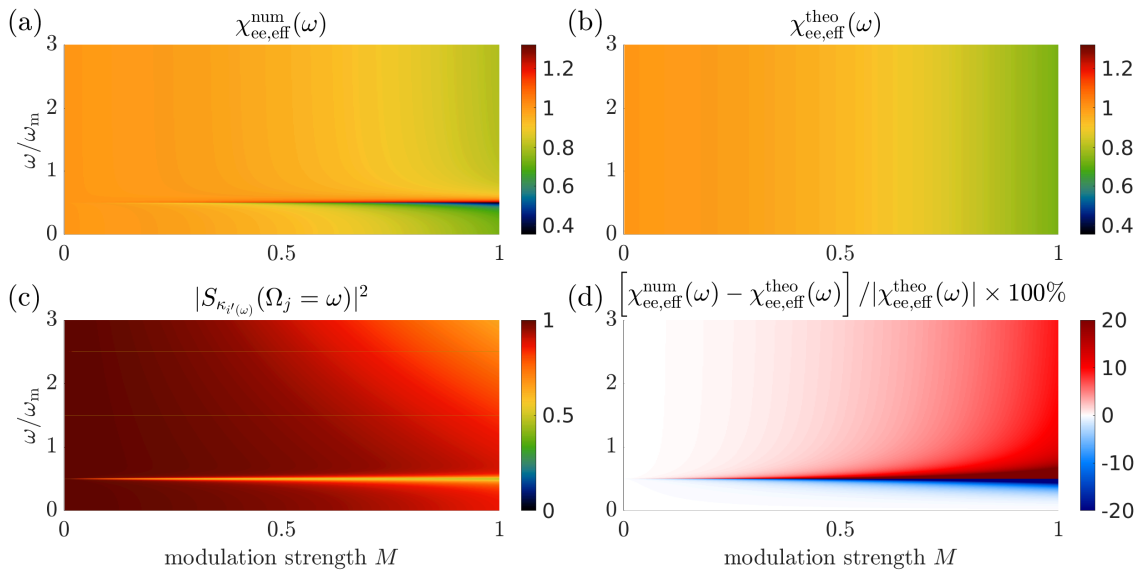 (a) χ^num_ee,eff(ω)
3
2
1
0
ω/ω_m
0 0.5 1
1.2
1
0.8
0.6
0.4
(b) χ^theo_ee,eff(ω)
3
2
1
0
0 0.5 1
1.2
1
0.8
0.6
0.4
(c) |S_κ_i′(ω)(Ω_j = ω)|²
3
2
1
0
ω/ω_m
0 0.5 1
modulation strength M
1
0.5
0
(d) [χ^num_ee,eff(ω) − χ^theo_ee,eff(ω)] /|χ^theo_ee,eff(ω)| × 100%
3
2
1
0
0 0.5 1
modulation strength M
20
10
0
-10
-20